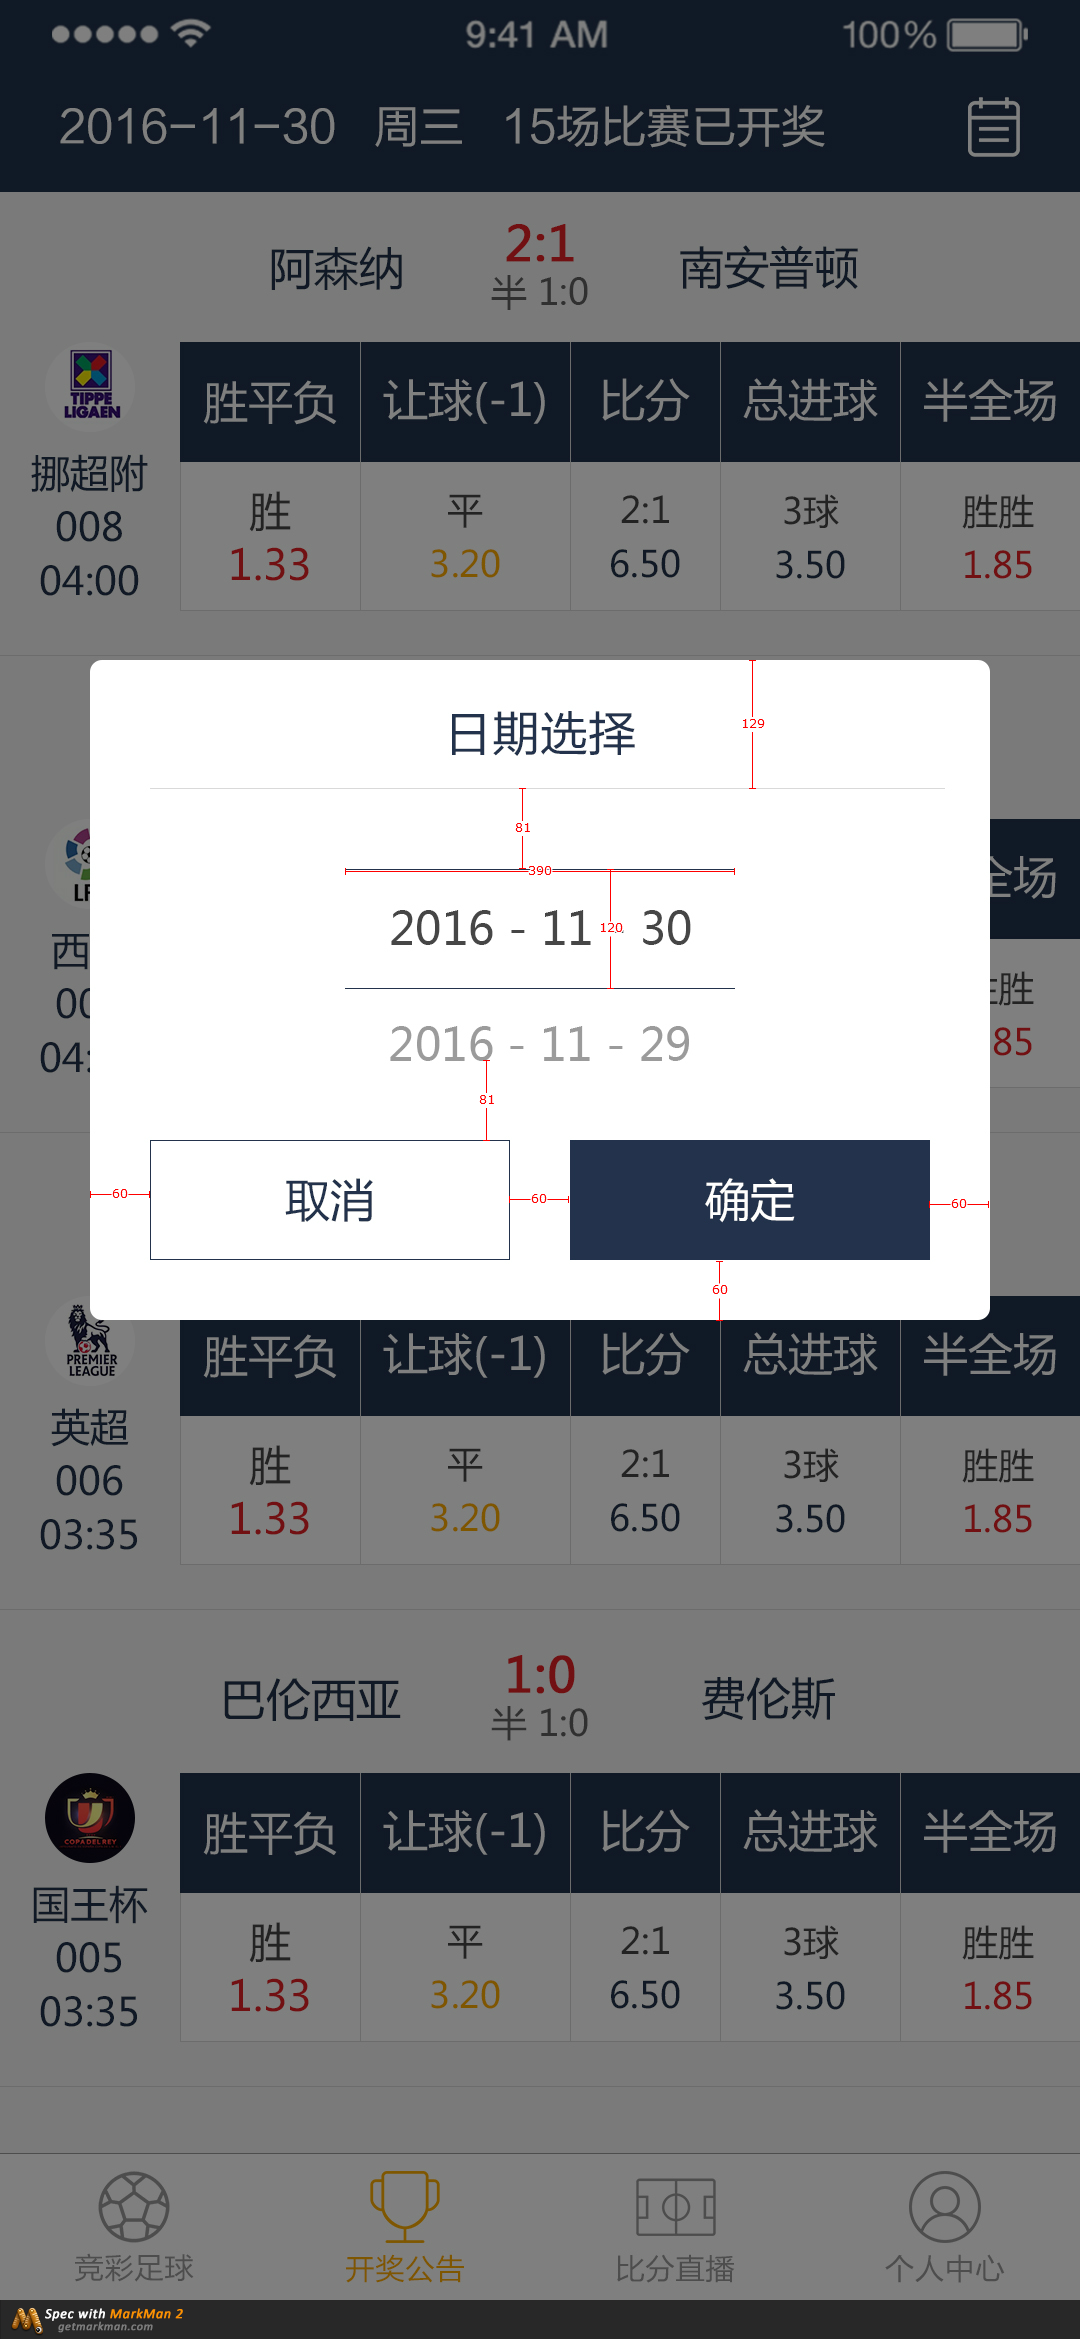 9:41 AM 100%
2016-11-30 周三 15场比赛已开奖
阿森纳 2:1 南安普顿
半 1:0
TIPPE
LIGAEN
挪超附
008
04:00
胜平负 让球(-1) 比分 总进球 半全场
胜 平 2:1 3球 胜胜
1.33 3.20 6.50 3.50 1.85
129
日期选择
81
390
2016 - 11 30
120
2016 - 11 - 29
81
取消 确定
60 60 60
60
西
04:
全场
胜
85
PREMIER
LEAGUE
英超
006
03:35
胜平负 让球(-1) 比分 总进球 半全场
胜 平 2:1 3球 胜胜
1.33 3.20 6.50 3.50 1.85
巴伦西亚 1:0 费伦斯
半 1:0
COPA DEL REY
国王杯
005
03:35
胜平负 让球(-1) 比分 总进球 半全场
胜 平 2:1 3球 胜胜
1.33 3.20 6.50 3.50 1.85
竞彩足球 开奖公告 比分直播 个人中心
Spec with MarkMan 2
getmarkman.com